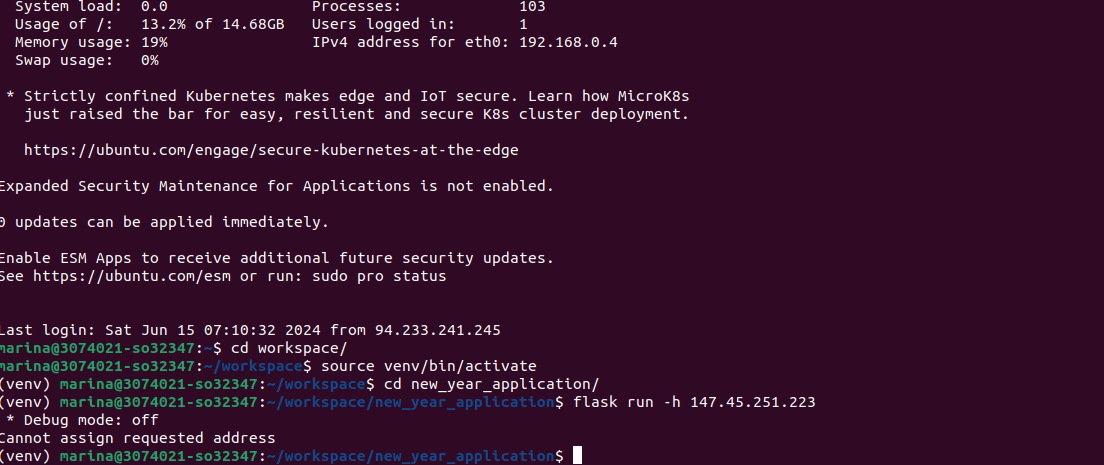 System load:  0.0                Processes:             103
Usage of /:   13.2% of 14.68GB   Users logged in:       1
Memory usage: 19%                IPv4 address for eth0: 192.168.0.4
Swap usage:   0%
* Strictly confined Kubernetes makes edge and IoT secure. Learn how MicroK8s
just raised the bar for easy, resilient and secure K8s cluster deployment.
https://ubuntu.com/engage/secure-kubernetes-at-the-edge
Expanded Security Maintenance for Applications is not enabled.
0 updates can be applied immediately.
Enable ESM Apps to receive additional future security updates.
See https://ubuntu.com/esm or run: sudo pro status
Last login: Sat Jun 15 07:10:32 2024 from 94.233.241.245
marina@3074021-so32347:~$ cd workspace/
marina@3074021-so32347:~/workspace$ source venv/bin/activate
(venv) marina@3074021-so32347:~/workspace$ cd new_year_application/
(venv) marina@3074021-so32347:~/workspace/new_year_application$ flask run -h 147.45.251.223
* Debug mode: off
Cannot assign requested address
(venv) marina@3074021-so32347:~/workspace/new_year_application$